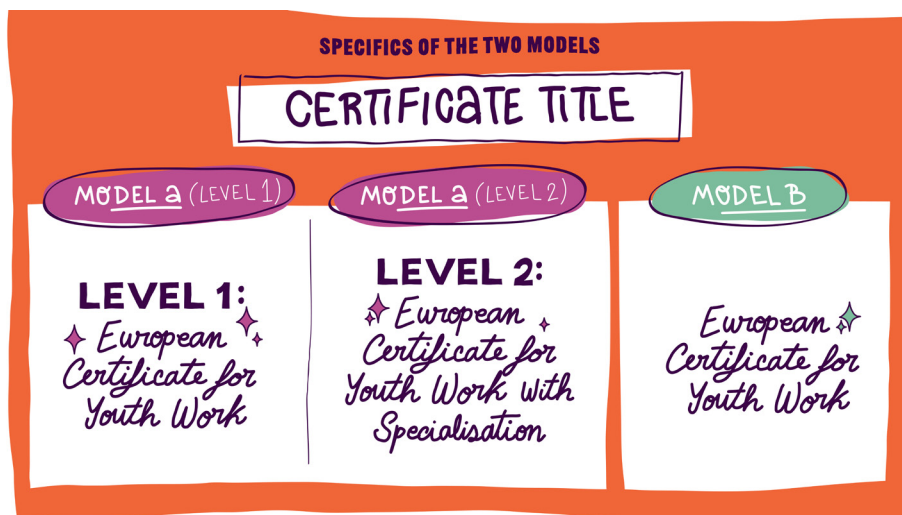 SPECIFICS OF THE TWO MODELS
CERTIFICATE TITLE
MODEL a (LEVEL 1)
LEVEL 1:
European
Certificate for
Youth Work
MODEL a (LEVEL 2)
LEVEL 2:
European
Certificate for
Youth Work with
Specialisation
MODEL B
European
Certificate for
Youth Work